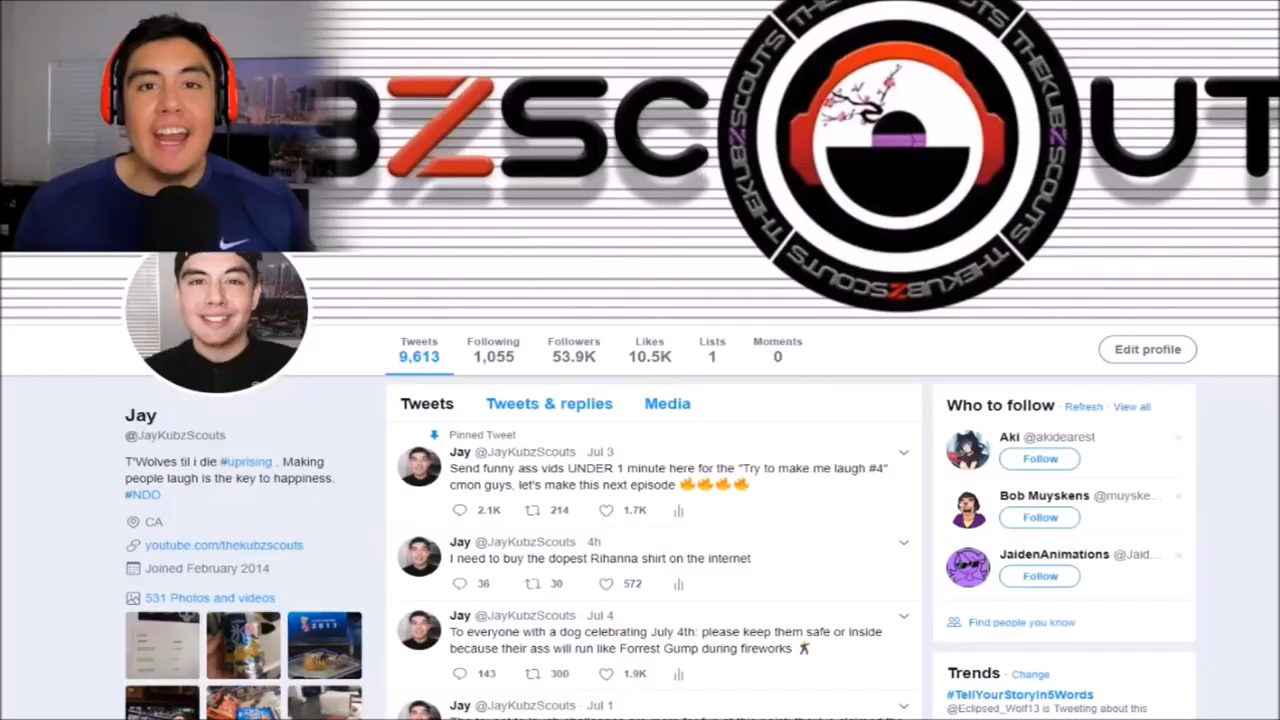 BZSC UT
THEKUBZSCOUTS THEKUBZSCOUTS THEKUBZSCOUTS
Tweets Following Followers Likes Lists Moments
9,613 1,055 53.9K 10.5K 1 0
Edit profile
Jay
@JayKubzScouts
T'Wolves til i die #uprising . Making
people laugh is the key to happiness.
#NDO
CA
youtube.com/thekubzscouts
Joined February 2014
531 Photos and videos
2017
Tweets Tweets & replies Media
Pinned Tweet
Jay @JayKubzScouts · Jul 3
Send funny ass vids UNDER 1 minute here for the "Try to make me laugh #4"
cmon guys, let's make this next episode 🔥🔥🔥🔥
2.1K 214 1.7K
Jay @JayKubzScouts · 4h
I need to buy the dopest Rihanna shirt on the internet
36 30 572
Jay @JayKubzScouts · Jul 4
To everyone with a dog celebrating July 4th: please keep them safe or inside
because their ass will run like Forrest Gump during fireworks
143 300 1.9K
Jay @JayKubzScouts · Jul 1
Who to follow · Refresh · View all
Aki @akidearest
Follow
Bob Muyskens @muyske...
Follow
JaidenAnimations @Jaid...
Follow
Find people you know
Trends · Change
#TellYourStoryIn5Words
@Eclipsed_Wolf13 is Tweeting about this